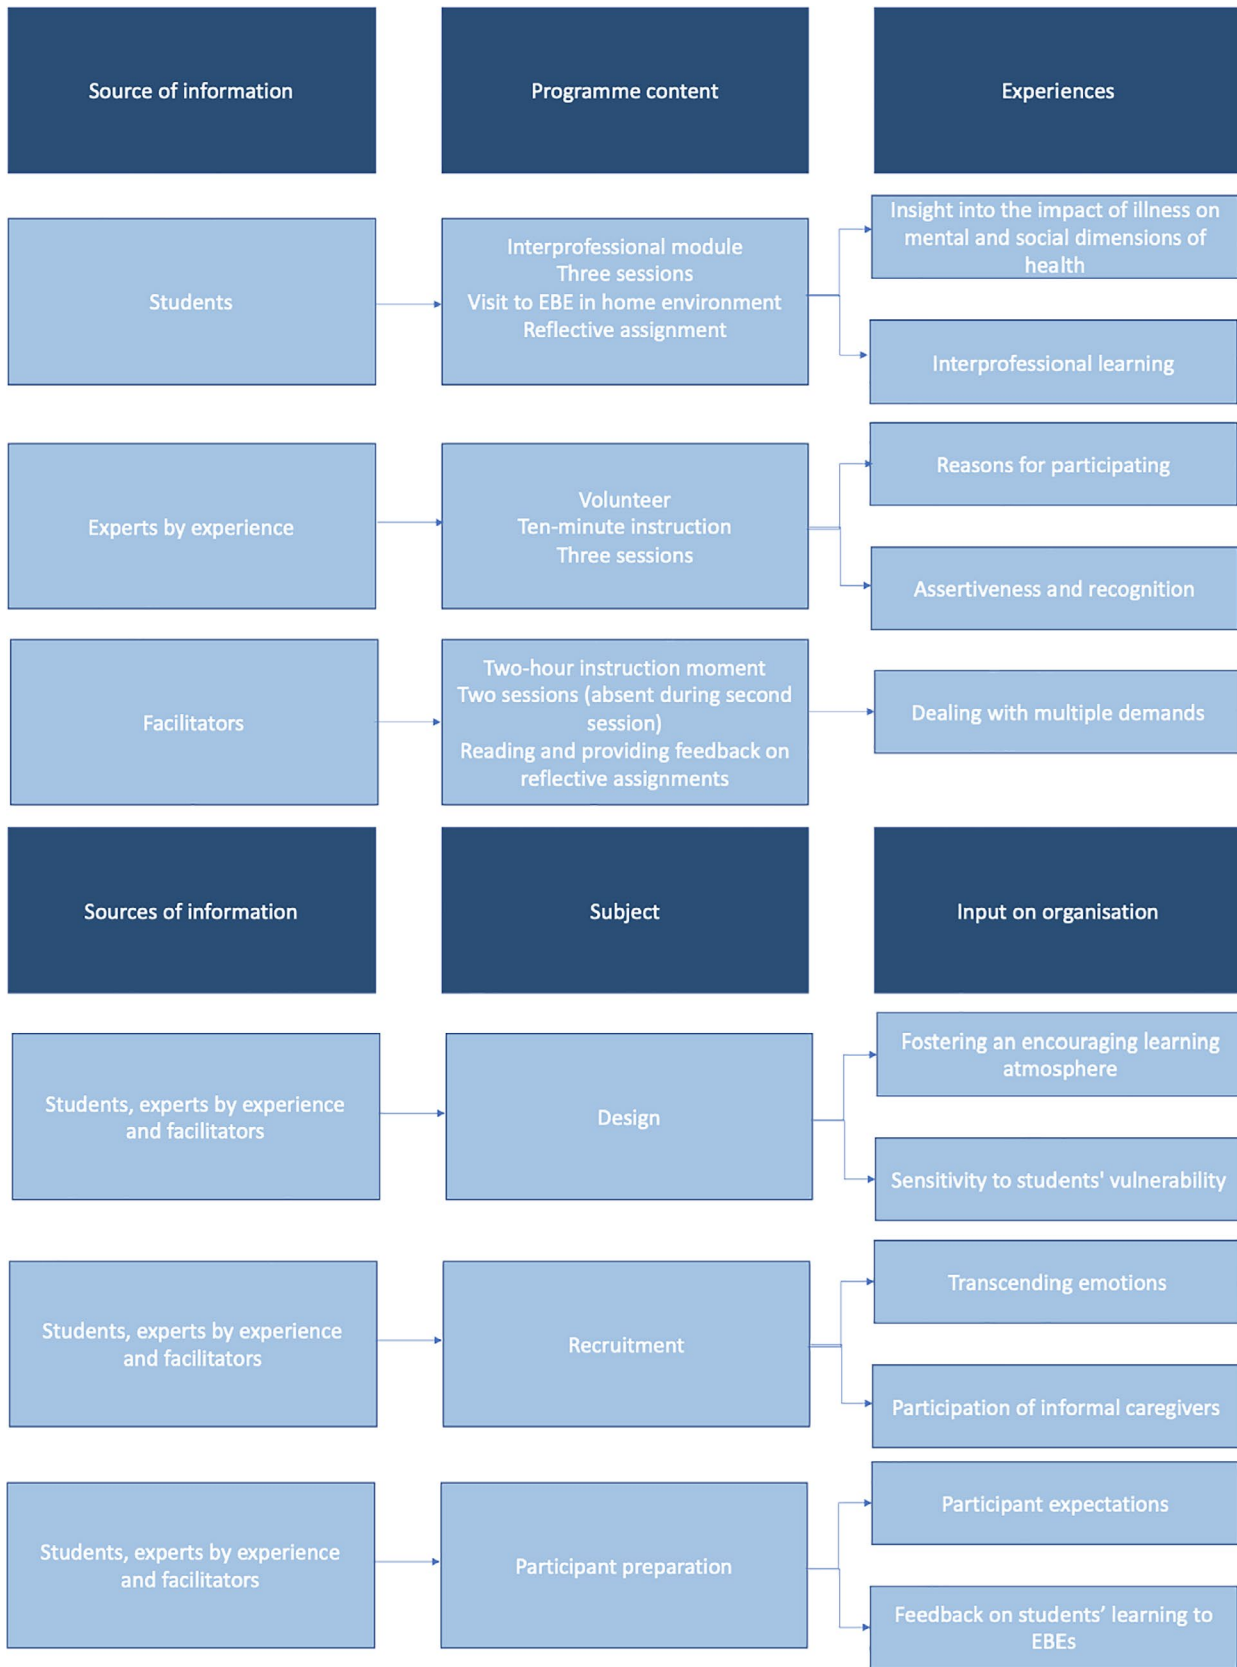 Source of information
Programme content
Experiences
Students
Interprofessional module
Three sessions
Visit to EBE in home environment
Reflective assignment
Insight into the impact of illness on
mental and social dimensions of
health
Interprofessional learning
Experts by experience
Volunteer
Ten-minute instruction
Three sessions
Reasons for participating
Assertiveness and recognition
Facilitators
Two-hour instruction moment
Two sessions (absent during second
session)
Reading and providing feedback on
reflective assignments
Dealing with multiple demands
Sources of information
Subject
Input on organisation
Students, experts by experience
and facilitators
Design
Fostering an encouraging learning
atmosphere
Sensitivity to students' vulnerability
Students, experts by experience
and facilitators
Recruitment
Transcending emotions
Participation of informal caregivers
Students, experts by experience
and facilitators
Participant preparation
Participant expectations
Feedback on students’ learning to
EBEs